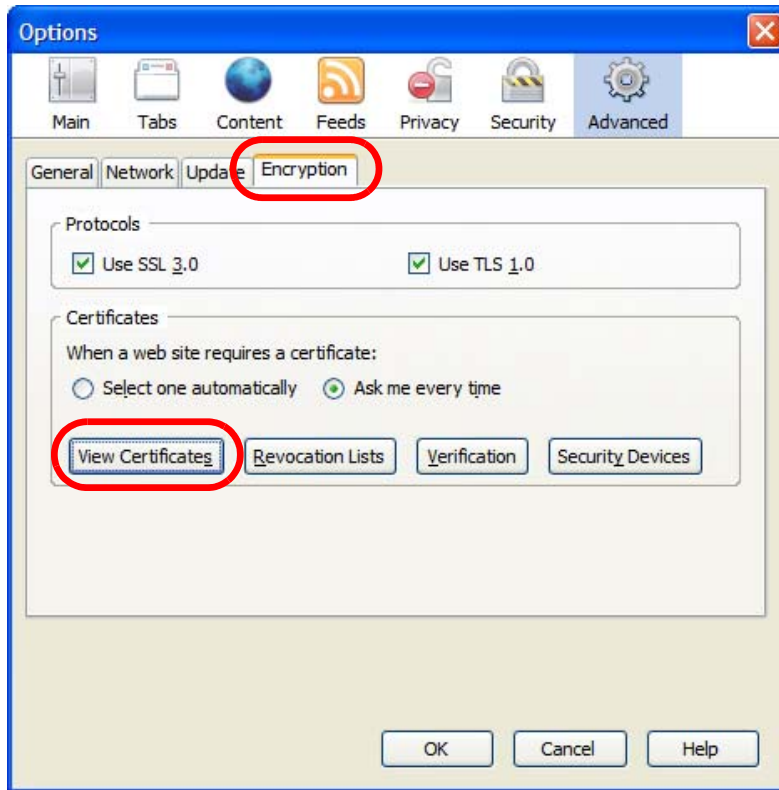 Options
Main Tabs Content Feeds Privacy Security Advanced
General Network Update Encryption
Protocols
Use SSL 3.0 Use TLS 1.0
Certificates
When a web site requires a certificate:
Select one automatically Ask me every time
View Certificates Revocation Lists Verification Security Devices
OK Cancel Help